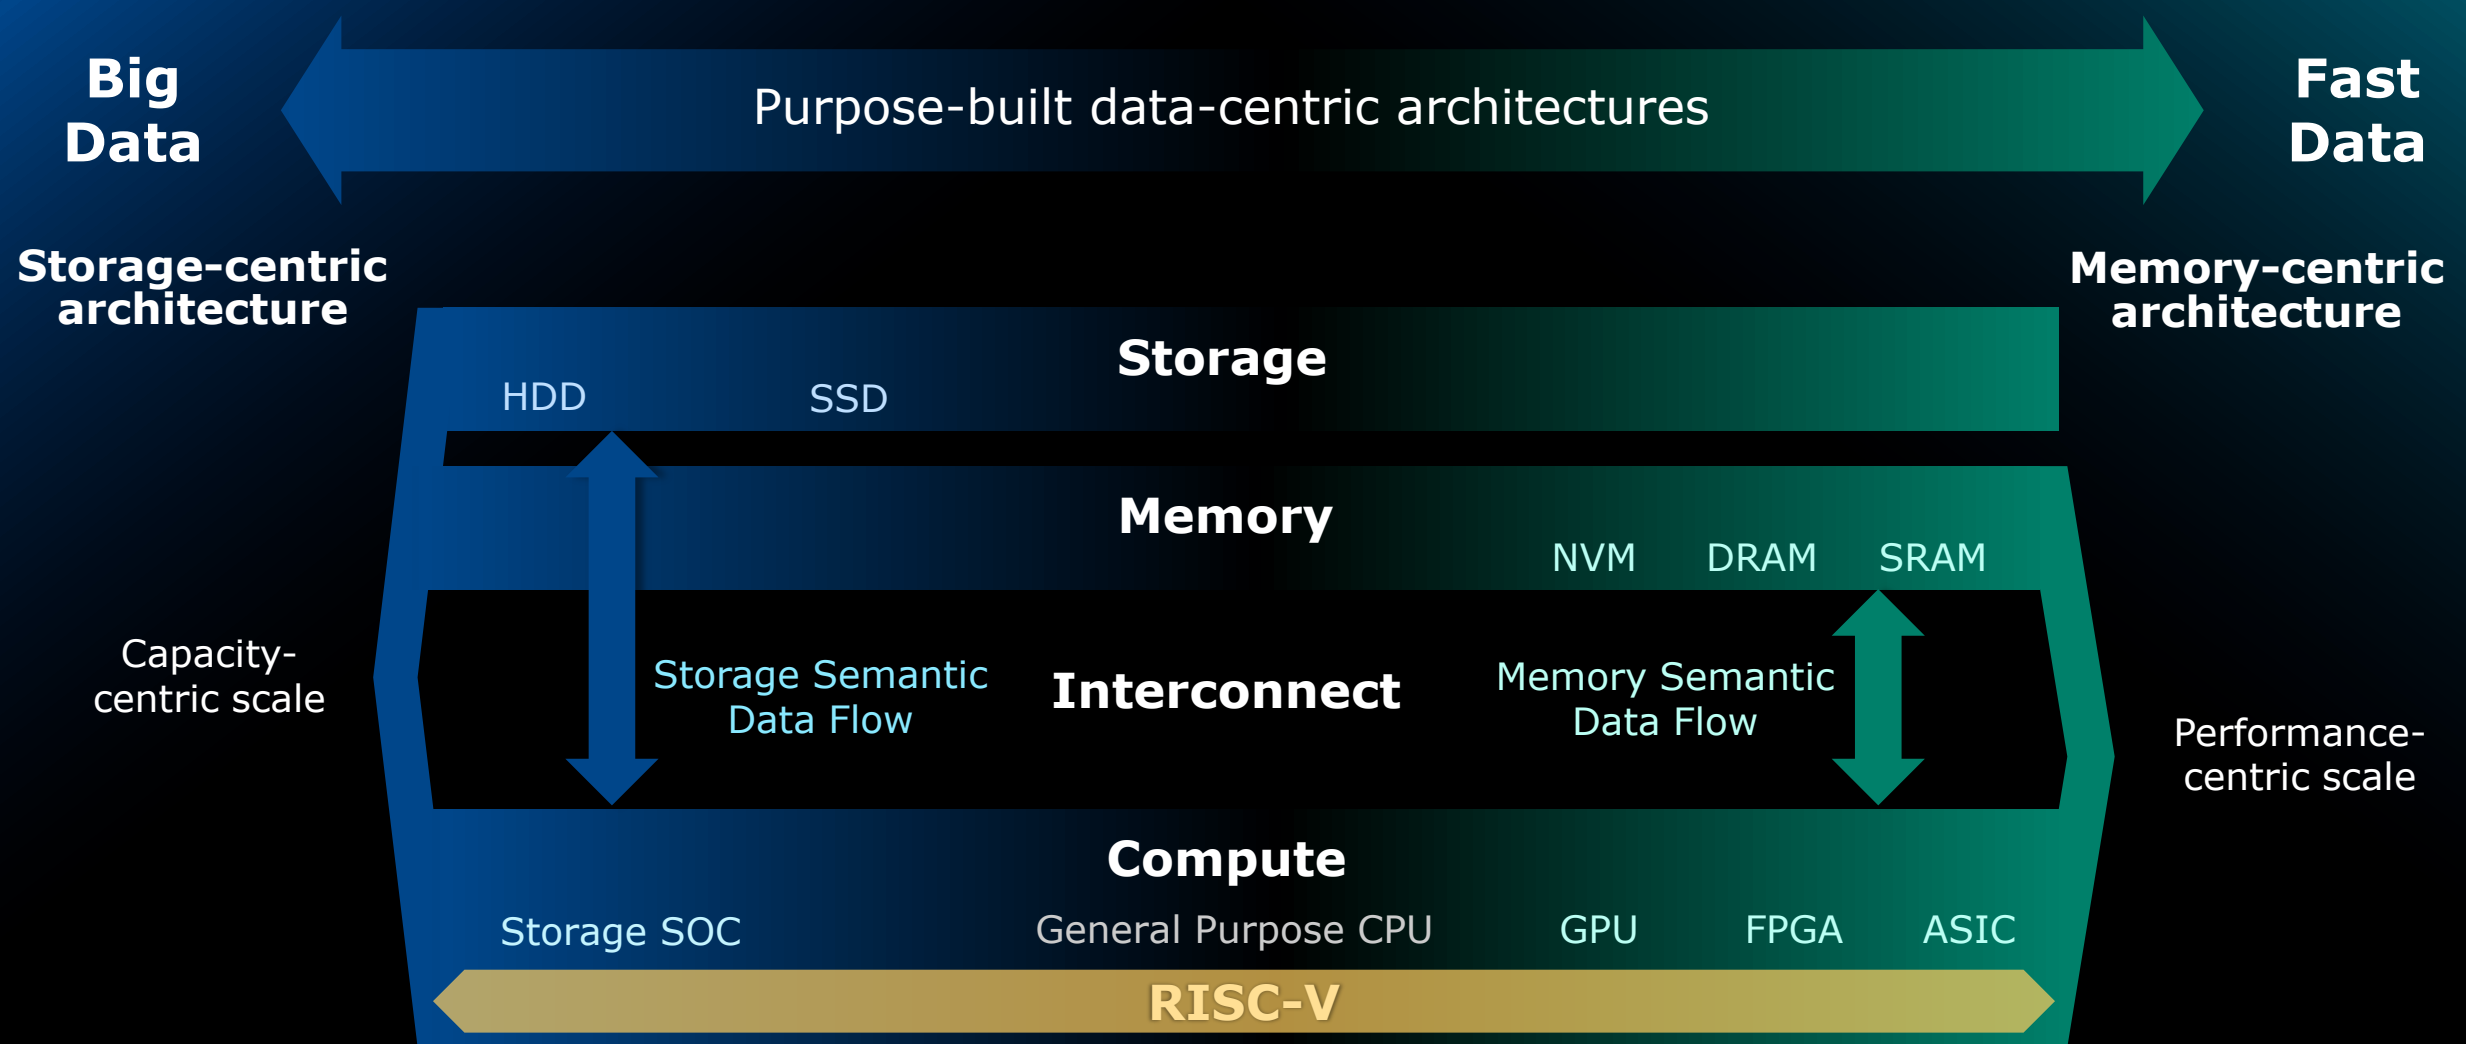 Big
Data
Purpose-built data-centric architectures
Fast
Data
Storage-centric
architecture
Memory-centric
architecture
Storage
HDD
SSD
Memory
NVM
DRAM
SRAM
Capacity-
centric scale
Storage Semantic
Data Flow
Interconnect
Memory Semantic
Data Flow
Performance-
centric scale
Compute
Storage SOC
General Purpose CPU
GPU
FPGA
ASIC
RISC-V